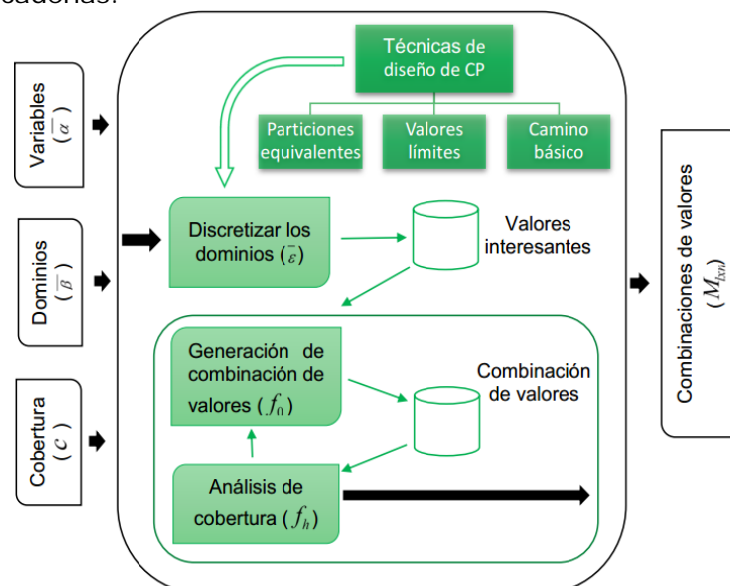 Variables
(ᾱ)
Dominios
(β̄)
Cobertura
(c)
Técnicas de
diseño de CP
Particiones
equivalentes
Valores
límites
Camino
básico
Discretizar los
dominios (ε̄)
Valores
interesantes
Generación de
combinación de
valores (f₀)
Combinación
de valores
Análisis de
cobertura (fₕ)
Combinaciones de valores
(M_txn)